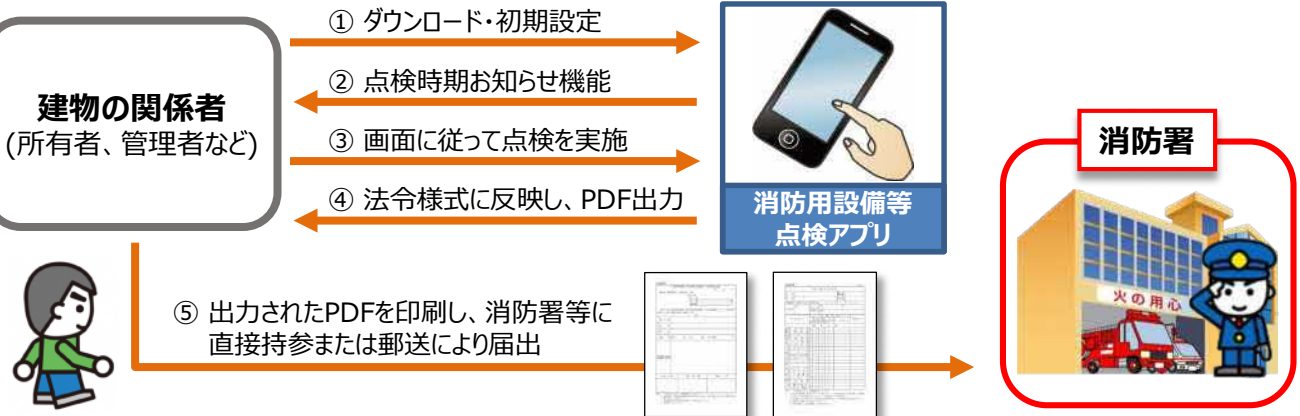 ① ダウンロード・初期設定
② 点検時期お知らせ機能
建物の関係者
(所有者、管理者など)
③ 画面に従って点検を実施
④ 法令様式に反映し、PDF出力
消防用設備等
点検アプリ
消防署
火の用心
⑤ 出力されたPDFを印刷し、消防署等に
直接持参または郵送により届出